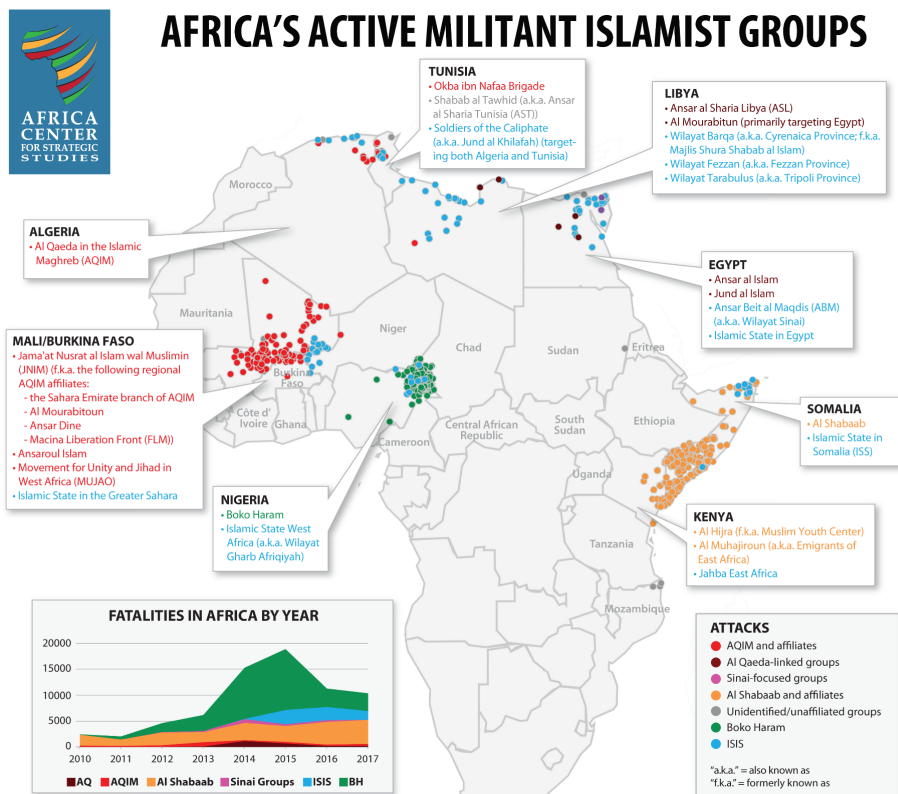 AFRICA'S ACTIVE MILITANT ISLAMIST GROUPS
AFRICA
CENTER
FOR STRATEGIC
STUDIES
TUNISIA
• Okba ibn Nafaa Brigade
• Shabab al Tawhid (a.k.a. Ansar
al Sharia Tunisia (AST))
• Soldiers of the Caliphate
(a.k.a. Jund al Khilafah) (target-
ing both Algeria and Tunisia)
LIBYA
• Ansar al Sharia Libya (ASL)
• Al Mourabitun (primarily targeting Egypt)
• Wilayat Barqa (a.k.a. Cyrenaica Province; f.k.a.
Majlis Shura Shabab al Islam)
• Wilayat Fezzan (a.k.a. Fezzan Province)
• Wilayat Tarabulus (a.k.a. Tripoli Province)
Morocco
ALGERIA
• Al Qaeda in the Islamic
Maghreb (AQIM)
EGYPT
• Ansar al Islam
• Jund al Islam
• Ansar Beit al Maqdis (ABM)
(a.k.a. Wilayat Sinai)
• Islamic State in Egypt
Mauritania
Niger
Chad
Sudan
Eritrea
MALI/BURKINA FASO
• Jama'at Nusrat al Islam wal Muslimin
(JNIM) (f.k.a. the following regional
AQIM affiliates:
- the Sahara Emirate branch of AQIM
- Al Mourabitoun
- Ansar Dine
- Macina Liberation Front (FLM))
• Ansaroul Islam
• Movement for Unity and Jihad in
West Africa (MUJAO)
• Islamic State in the Greater Sahara
Burkina
Faso
Côte d'
Ivoire
Ghana
Cameroon
Central African
Republic
South
Sudan
Ethiopia
Uganda
SOMALIA
• Al Shabaab
• Islamic State in
Somalia (ISS)
NIGERIA
• Boko Haram
• Islamic State West
Africa (a.k.a. Wilayat
Gharb Afriqiyah)
KENYA
• Al Hijra (f.k.a. Muslim Youth Center)
• Al Muhajiroun (a.k.a. Emigrants of
East Africa)
• Jahba East Africa
Tanzania
Mozambique
FATALITIES IN AFRICA BY YEAR
20000
15000
10000
5000
0
2010 2011 2012 2013 2014 2015 2016 2017
AQ AQIM Al Shabaab Sinai Groups ISIS BH
ATTACKS
AQIM and affiliates
Al Qaeda-linked groups
Sinai-focused groups
Al Shabaab and affiliates
Unidentified/unaffiliated groups
Boko Haram
ISIS
"a.k.a." = also known as
"f.k.a." = formerly known as